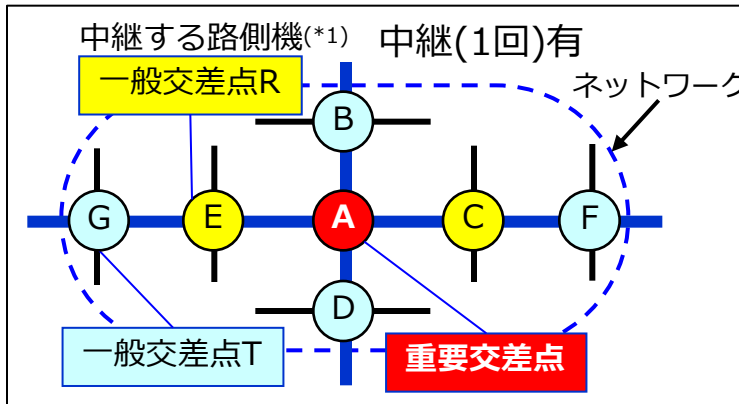 中継する路側機(*1) 中継(1回)有
一般交差点R
ネットワーク
B
G E A C F
D
一般交差点T
重要交差点